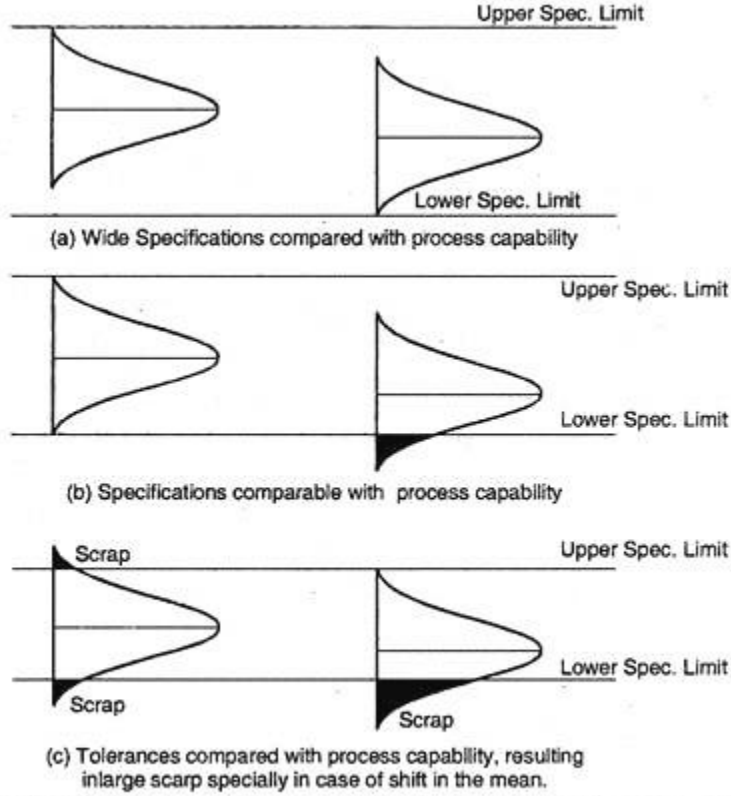 Upper Spec. Limit
Lower Spec. Limit
(a) Wide Specifications compared with process capability
Upper Spec. Limit
Lower Spec. Limit
(b) Specifications comparable with process capability
Scrap
Upper Spec. Limit
Lower Spec. Limit
Scrap
Scrap
(c) Tolerances compared with process capability, resulting
inlarge scarp specially in case of shift in the mean.